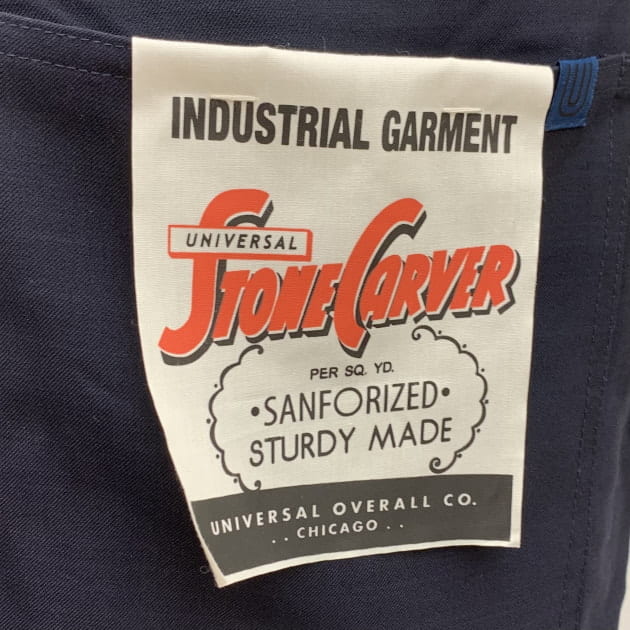 INDUSTRIAL GARMENT
UNIVERSAL
STONE CARVER
PER SQ. YD.
•SANFORIZED•
STURDY MADE
UNIVERSAL OVERALL CO.
..CHICAGO..